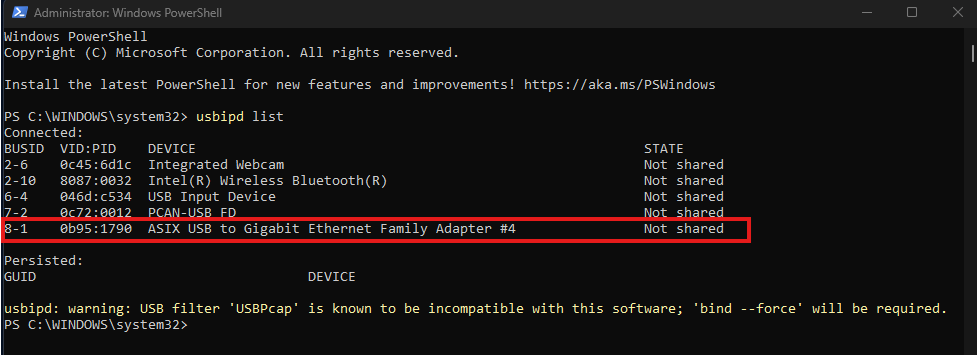 Administrator: Windows PowerShell
Windows PowerShell
Copyright (C) Microsoft Corporation. All rights reserved.
Install the latest PowerShell for new features and improvements! https://aka.ms/PSWindows
PS C:\WINDOWS\system32> usbipd list
Connected:
BUSID  VID:PID    DEVICE                                                        STATE
2-6    0c45:6d1c  Integrated Webcam                                             Not shared
2-10   8087:0032  Intel(R) Wireless Bluetooth(R)                                Not shared
6-4    046d:c534  USB Input Device                                              Not shared
7-2    0c72:0012  PCAN-USB FD                                                   Not shared
8-1    0b95:1790  ASIX USB to Gigabit Ethernet Family Adapter #4                Not shared
Persisted:
GUID                                  DEVICE
usbipd: warning: USB filter 'USBPcap' is known to be incompatible with this software; 'bind --force' will be required.
PS C:\WINDOWS\system32>